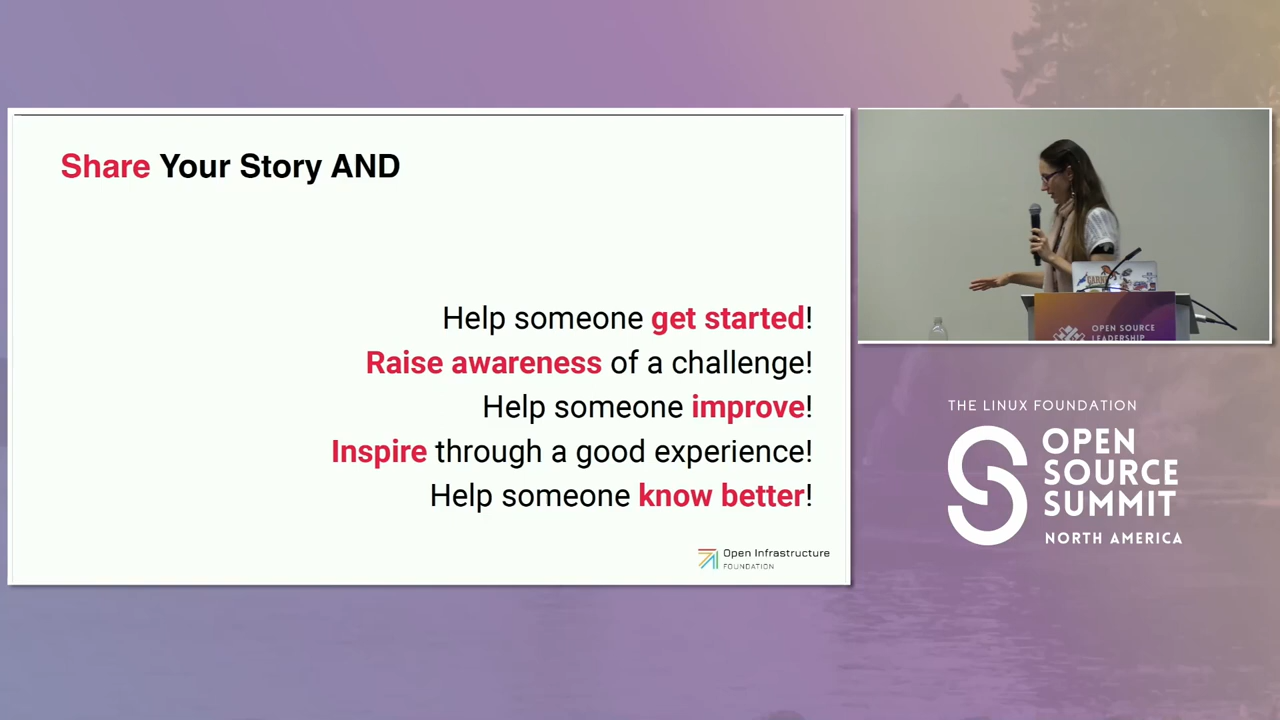 Share Your Story AND
Help someone get started!
Raise awareness of a challenge!
Help someone improve!
Inspire through a good experience!
Help someone know better!
Open Infrastructure
FOUNDATION
OPEN SOURCE
LEADERSHIP
THE LINUX FOUNDATION
OPEN
SOURCE
SUMMIT
NORTH AMERICA